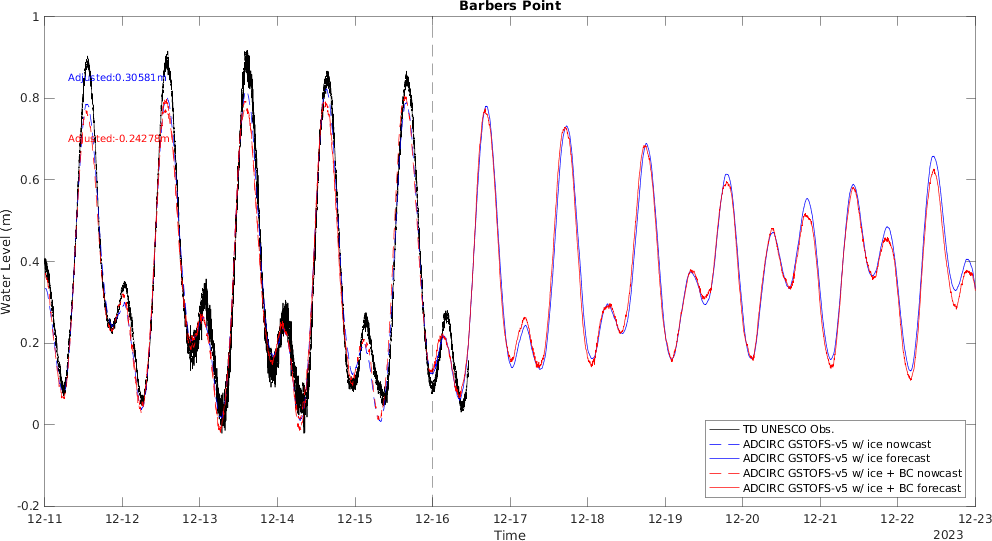 Barbers Point
1
0.8
0.6
0.4
0.2
0
-0.2
Water Level (m)
Adjusted:0.30581m
Adjusted:-0.24278m
TD UNESCO Obs.
ADCIRC GSTOFS-v5 w/ ice nowcast
ADCIRC GSTOFS-v5 w/ ice forecast
ADCIRC GSTOFS-v5 w/ ice + BC nowcast
ADCIRC GSTOFS-v5 w/ ice + BC forecast
12-11 12-12 12-13 12-14 12-15 12-16 12-17 12-18 12-19 12-20 12-21 12-22 12-23
Time
2023